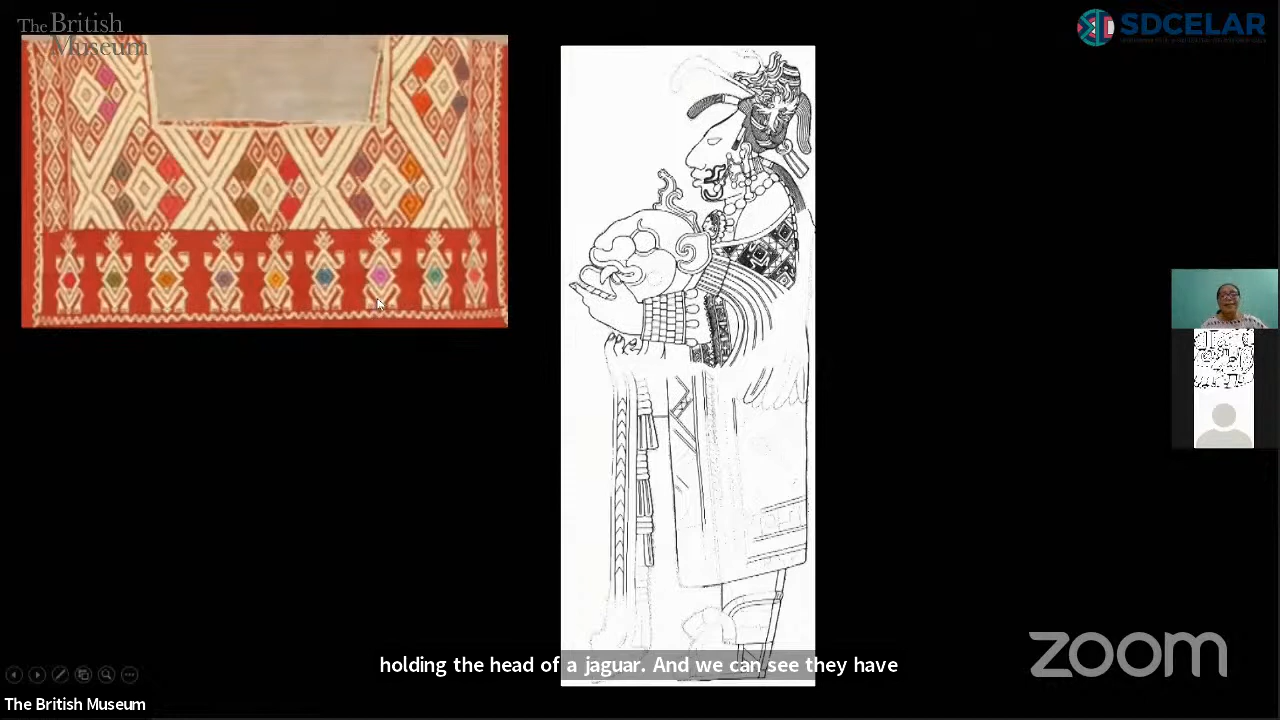 The British
Museum
SDCELAR
holding the head of a jaguar. And we can see they have
zoom
The British Museum